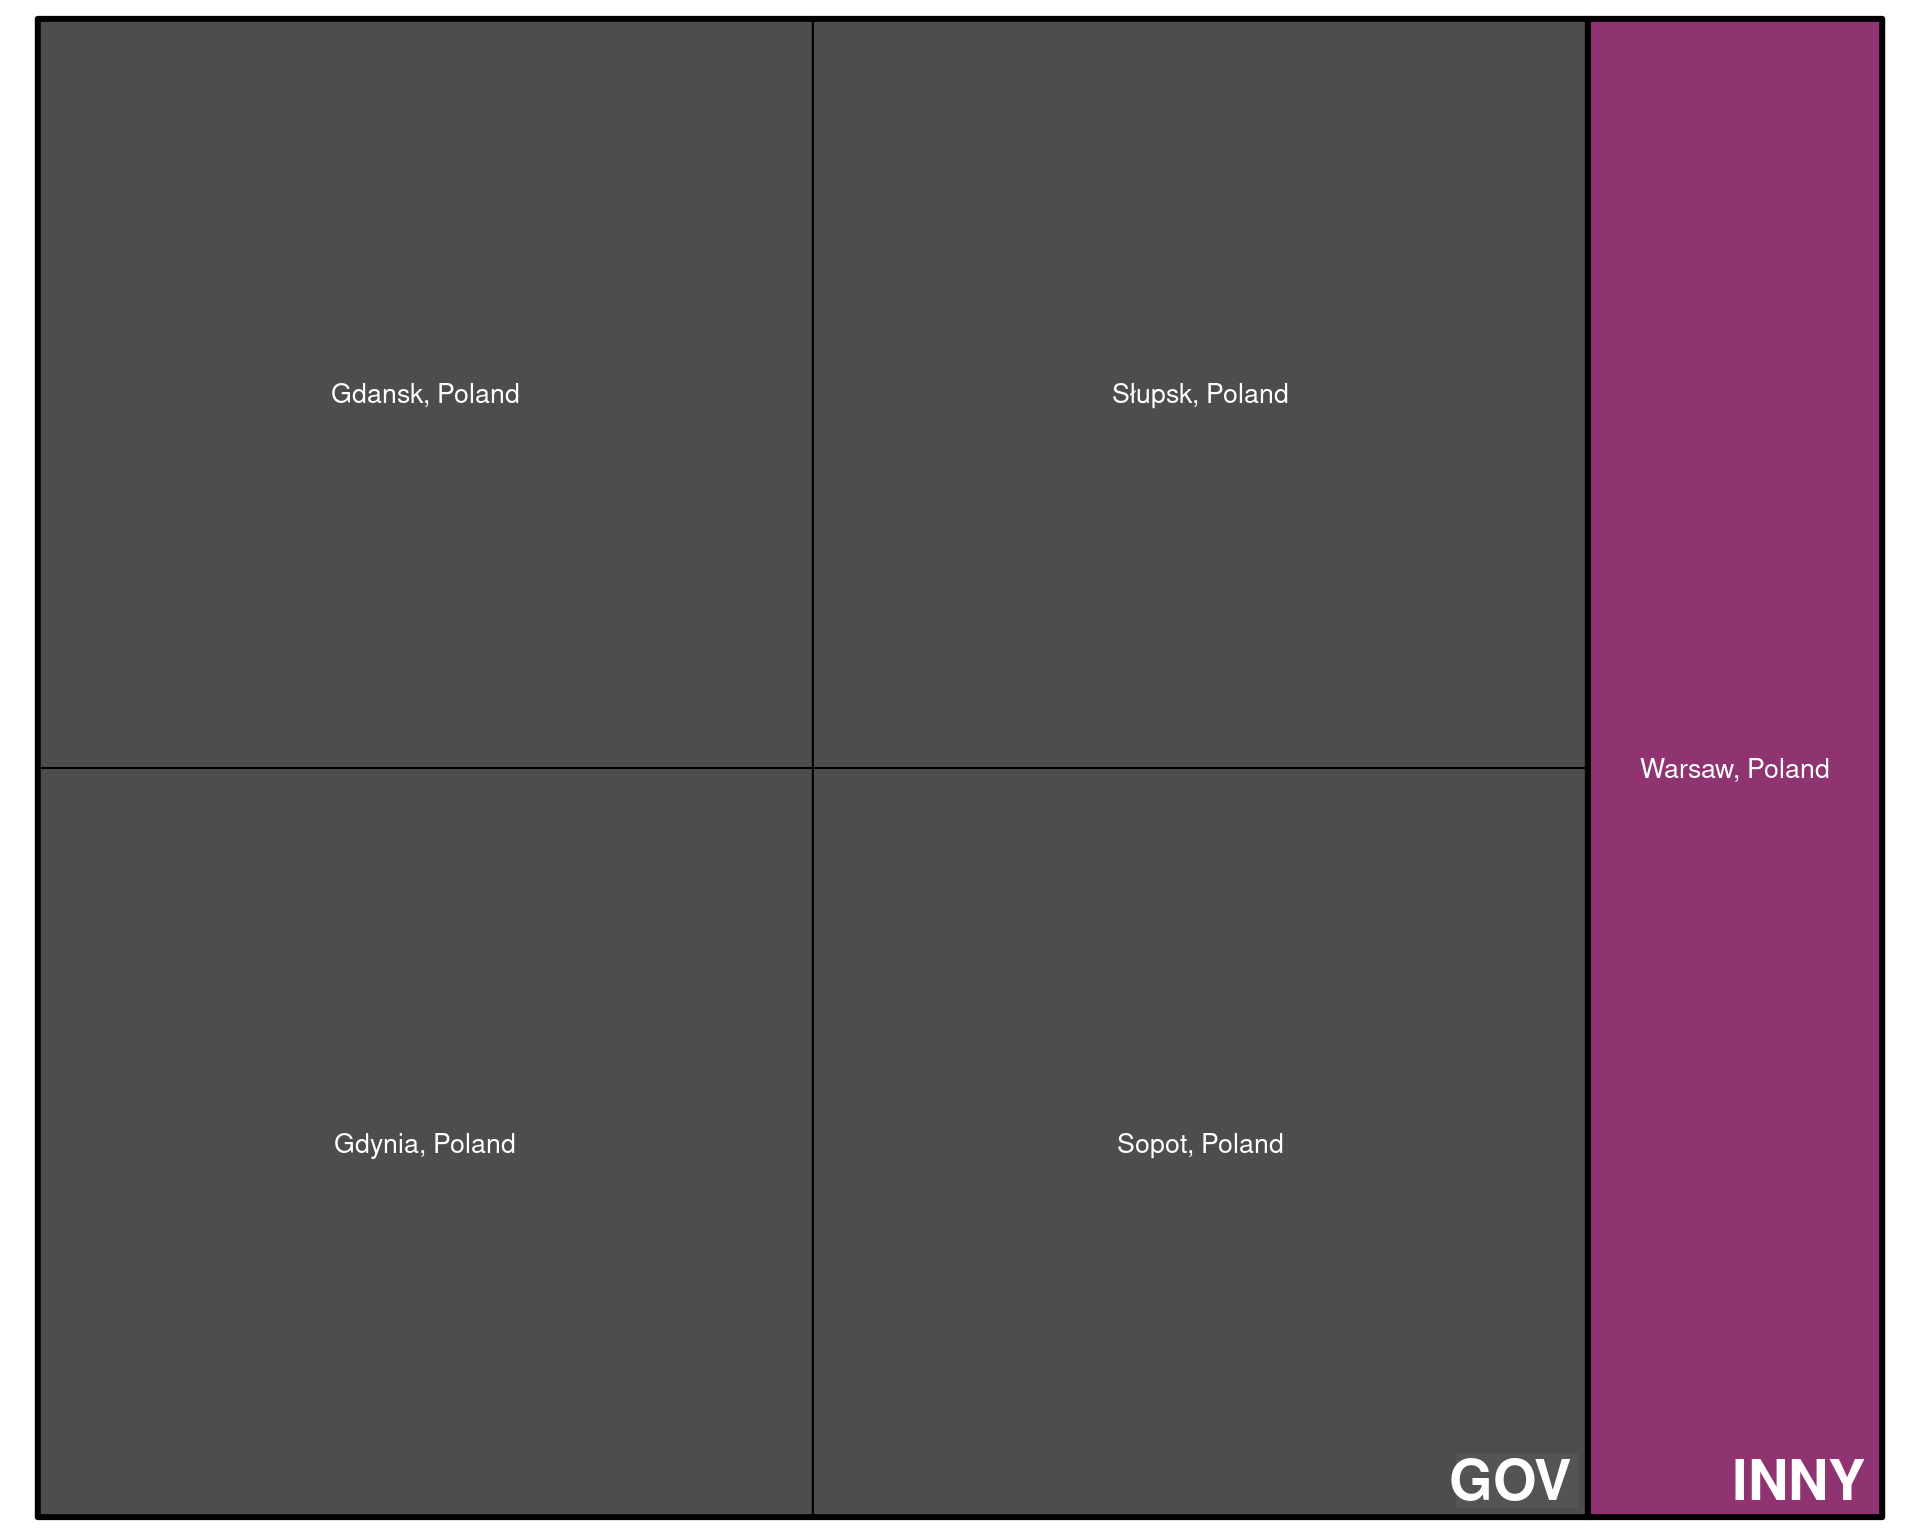 Gdansk, Poland
Słupsk, Poland
Warsaw, Poland
Gdynia, Poland
Sopot, Poland
GOV
INNY